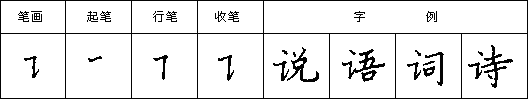 笔画 起笔 行笔 收笔 字 例
㇊ ㇐ ㇕ ㇊ 说 语 词 诗